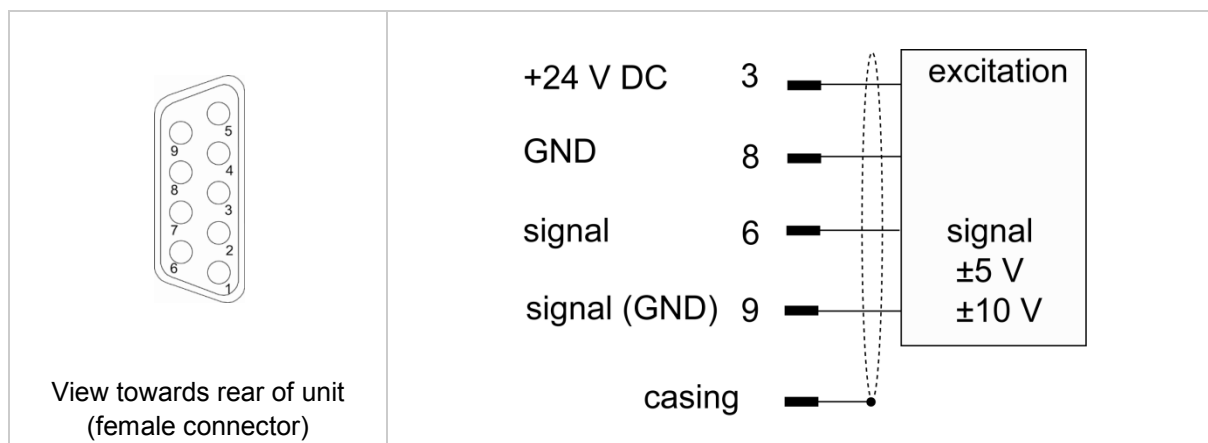 5
9
4
8
3
7
2
6
1
View towards rear of unit
(female connector)
+24 V DC 3 excitation
GND 8
signal 6 signal
±5 V
signal (GND) 9 ±10 V
casing